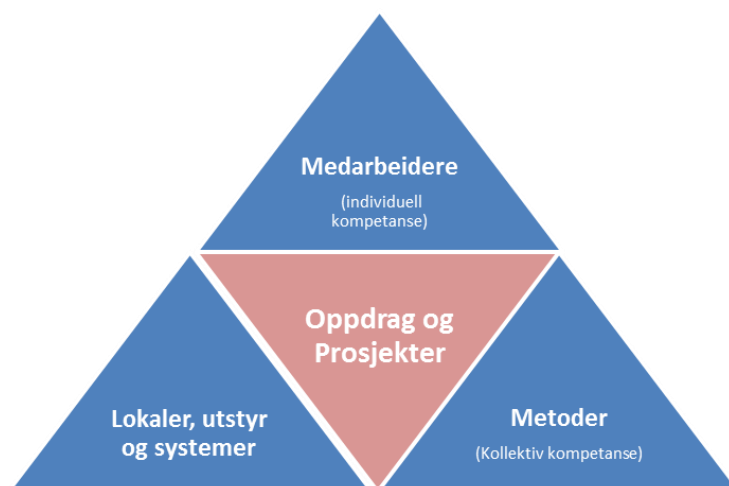 Medarbeidere
(individuell
kompetanse)
Oppdrag og
Prosjekter
Lokaler, utstyr
og systemer
Metoder
(Kollektiv kompetanse)